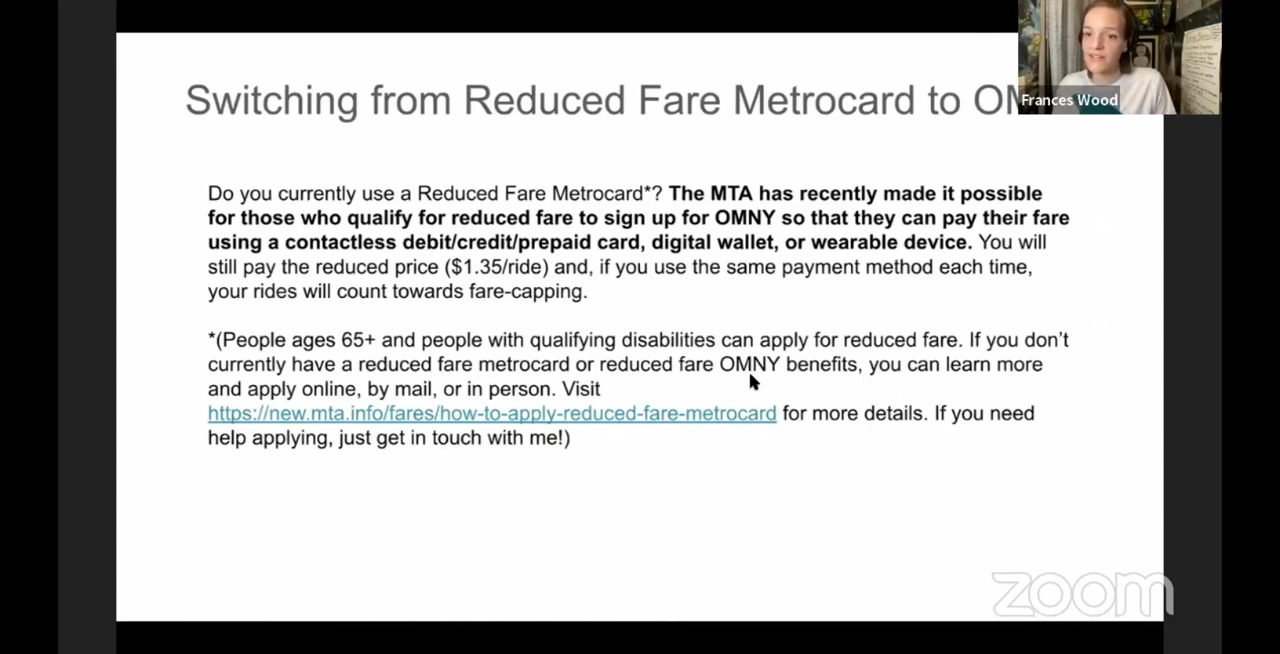 Switching from Reduced Fare Metrocard to
Frances Wood
Do you currently use a Reduced Fare Metrocard*? The MTA has recently made it possible
for those who qualify for reduced fare to sign up for OMNY so that they can pay their fare
using a contactless debit/credit/prepaid card, digital wallet, or wearable device. You will
still pay the reduced price ($1.35/ride) and, if you use the same payment method each time,
your rides will count towards fare-capping.
*(People ages 65+ and people with qualifying disabilities can apply for reduced fare. If you don’t
currently have a reduced fare metrocard or reduced fare OMNY benefits, you can learn more
and apply online, by mail, or in person. Visit
https://new.mta.info/fares/how-to-apply-reduced-fare-metrocard for more details. If you need
help applying, just get in touch with me!)
zoom